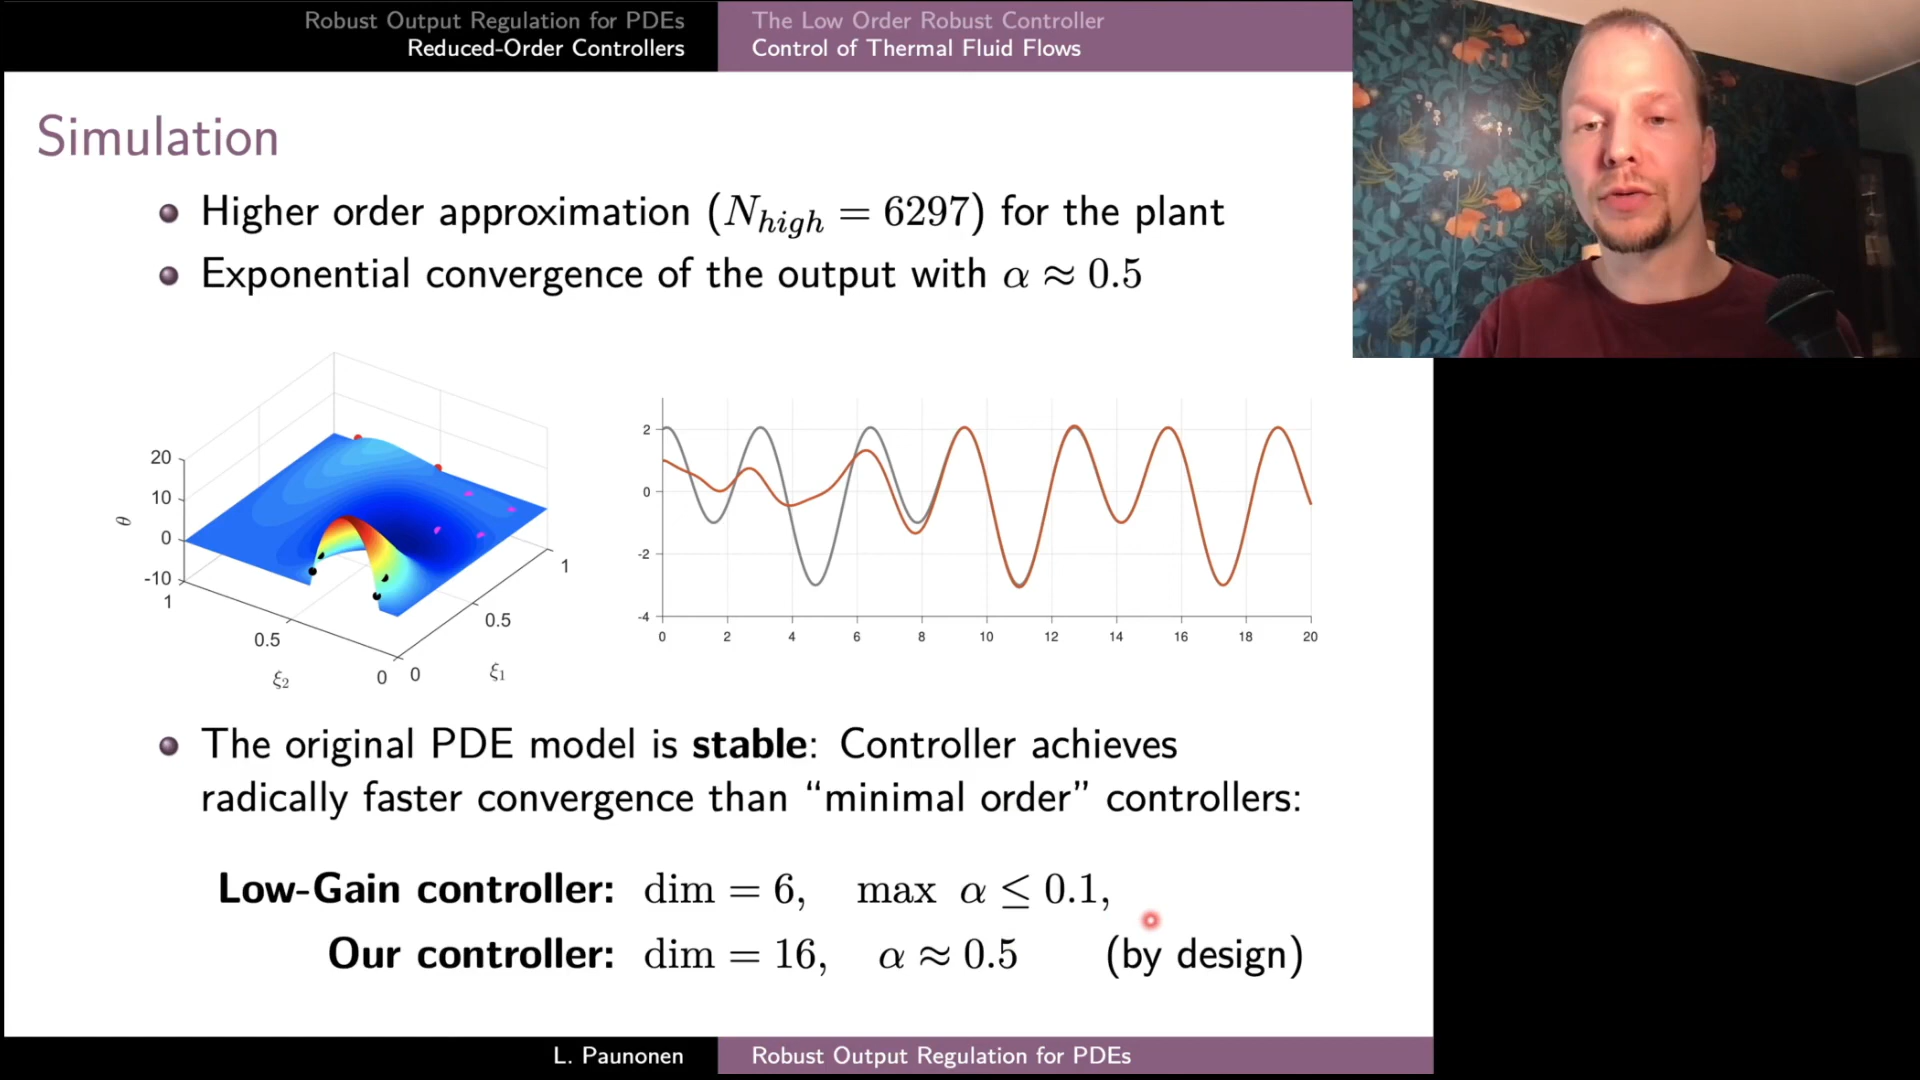 Robust Output Regulation for PDEs
Reduced-Order Controllers
The Low Order Robust Controller
Control of Thermal Fluid Flows
Simulation
Higher order approximation (N_high = 6297) for the plant
Exponential convergence of the output with α ≈ 0.5
20
10
0
-10
θ
1
0.5
0
ξ₂
0
0.5
1
ξ₁
2
0
-2
-4
0 2 4 6 8 10 12 14 16 18 20
The original PDE model is stable: Controller achieves
radically faster convergence than “minimal order” controllers:
Low-Gain controller: dim = 6, max α ≤ 0.1,
Our controller: dim = 16, α ≈ 0.5 (by design)
L. Paunonen
Robust Output Regulation for PDEs